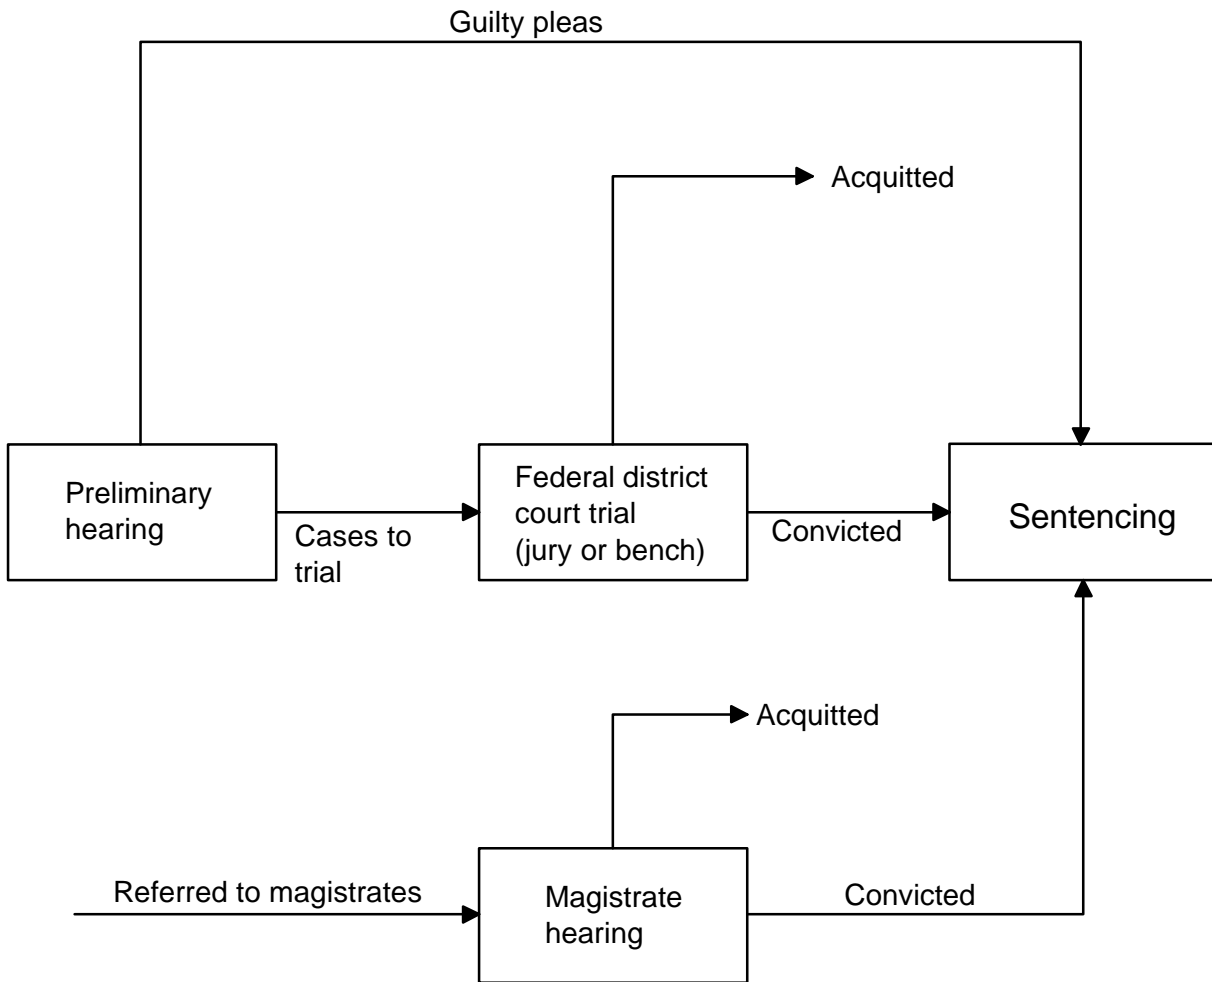 Guilty pleas
Acquitted
Preliminary
hearing
Cases to
trial
Federal district
court trial
(jury or bench)
Convicted
Sentencing
Acquitted
Referred to magistrates
Magistrate
hearing
Convicted